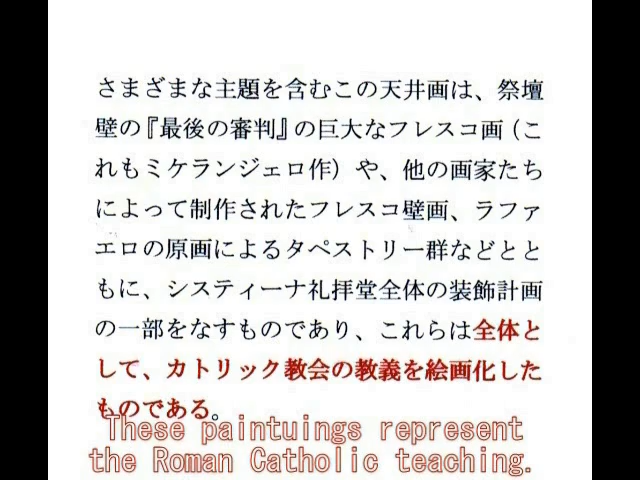 さまざまな主題を含むこの天井画は、祭壇
壁の『最後の審判』の巨大なフレスコ画（こ
れもミケランジェロ作）や、他の画家たち
によって制作されたフレスコ壁画、ラファ
エロの原画によるタペストリー群などとと
もに、システィーナ礼拝堂全体の装飾計画
の一部をなすものであり、これらは全体と
して、カトリック教会の教義を絵画化した
ものである。
These paintuings represent
the Roman Catholic teaching.